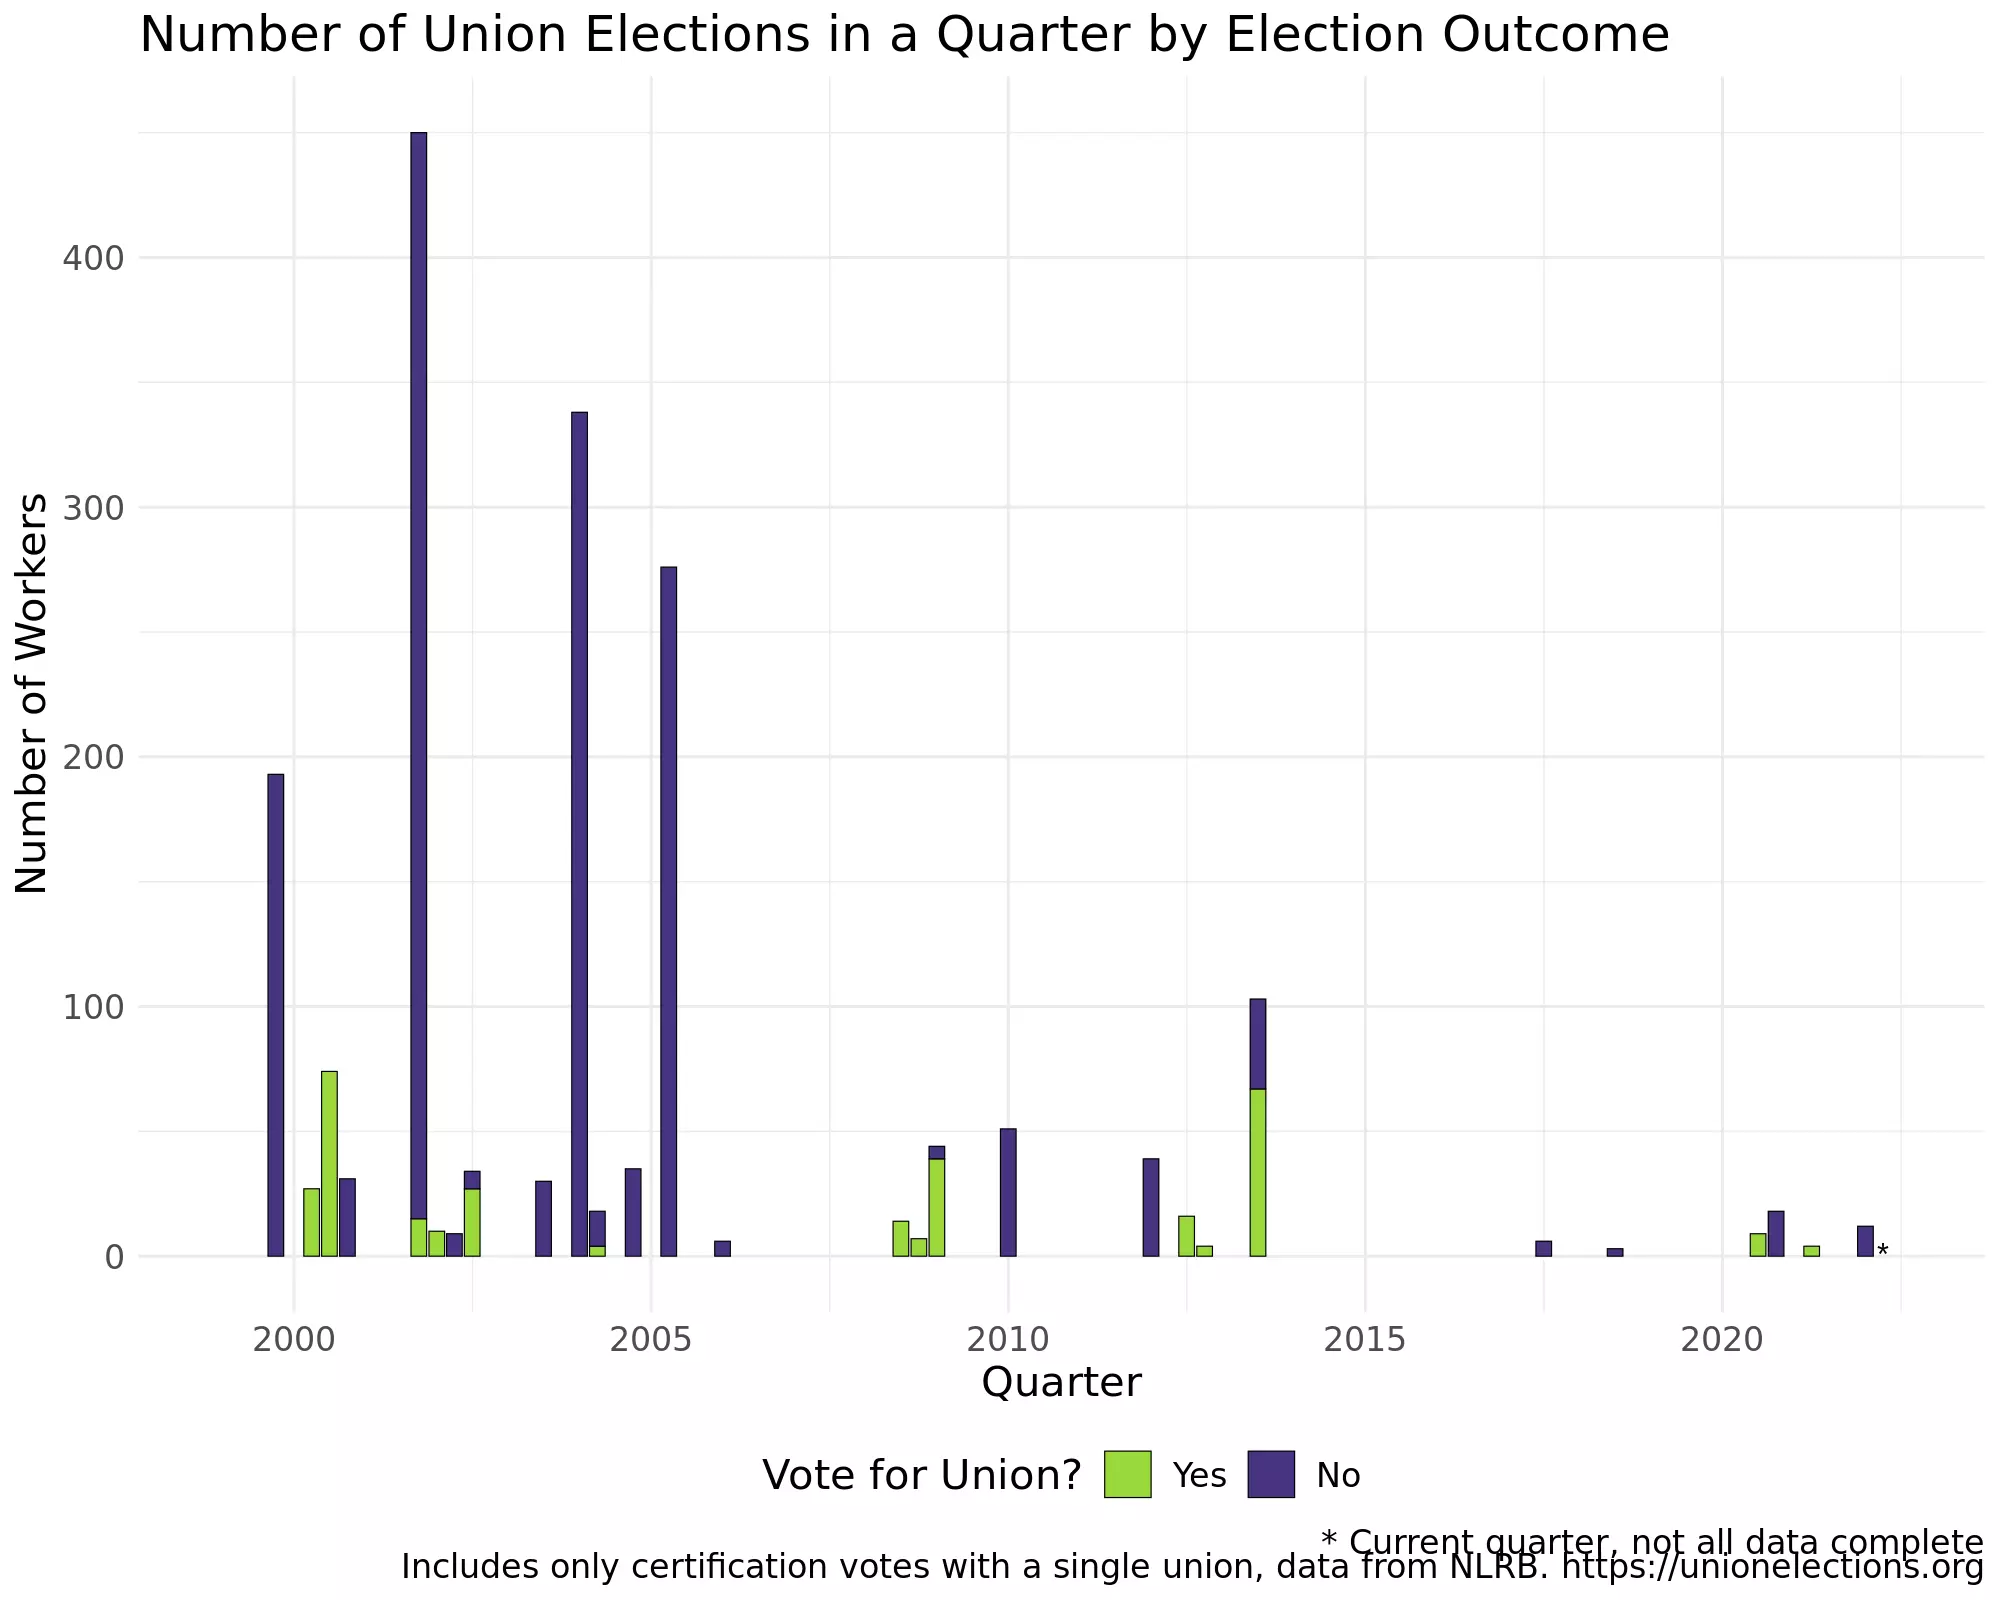 Number of Union Elections in a Quarter by Election Outcome
Number of Workers
400
300
200
100
0
*
2000 2005 2010 2015 2020
Quarter
Vote for Union? Yes No
* Current quarter, not all data complete
Includes only certification votes with a single union, data from NLRB. https://unionelections.org